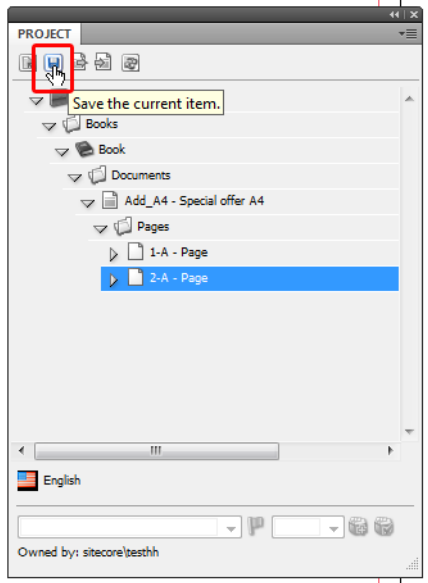 PROJECT
Save the current item.
Books
Book
Documents
Add_A4 - Special offer A4
Pages
1-A - Page
2-A - Page
English
Owned by: sitecore\testhh